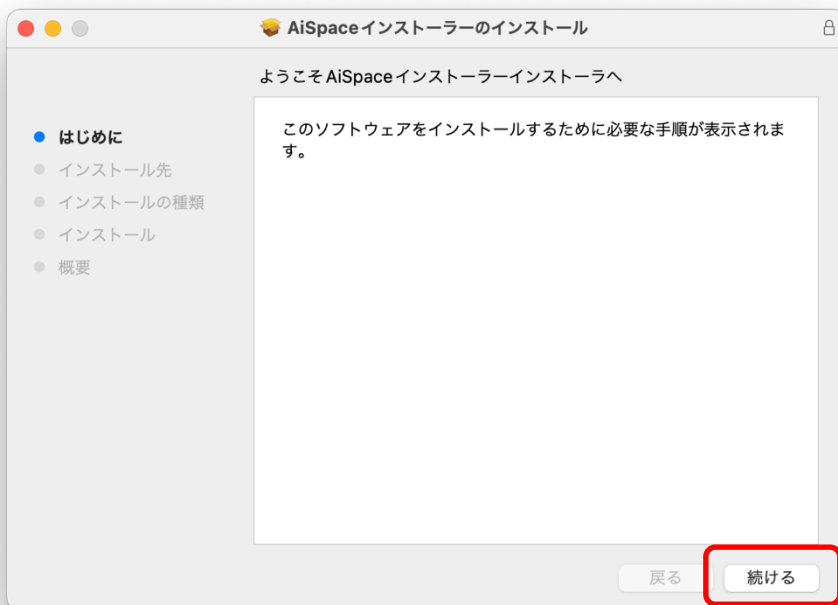 AiSpaceインストーラーのインストール
ようこそAiSpaceインストーラーインストーラへ
はじめに
インストール先
インストールの種類
インストール
概要
このソフトウェアをインストールするために必要な手順が表示されま
す。
戻る
続ける